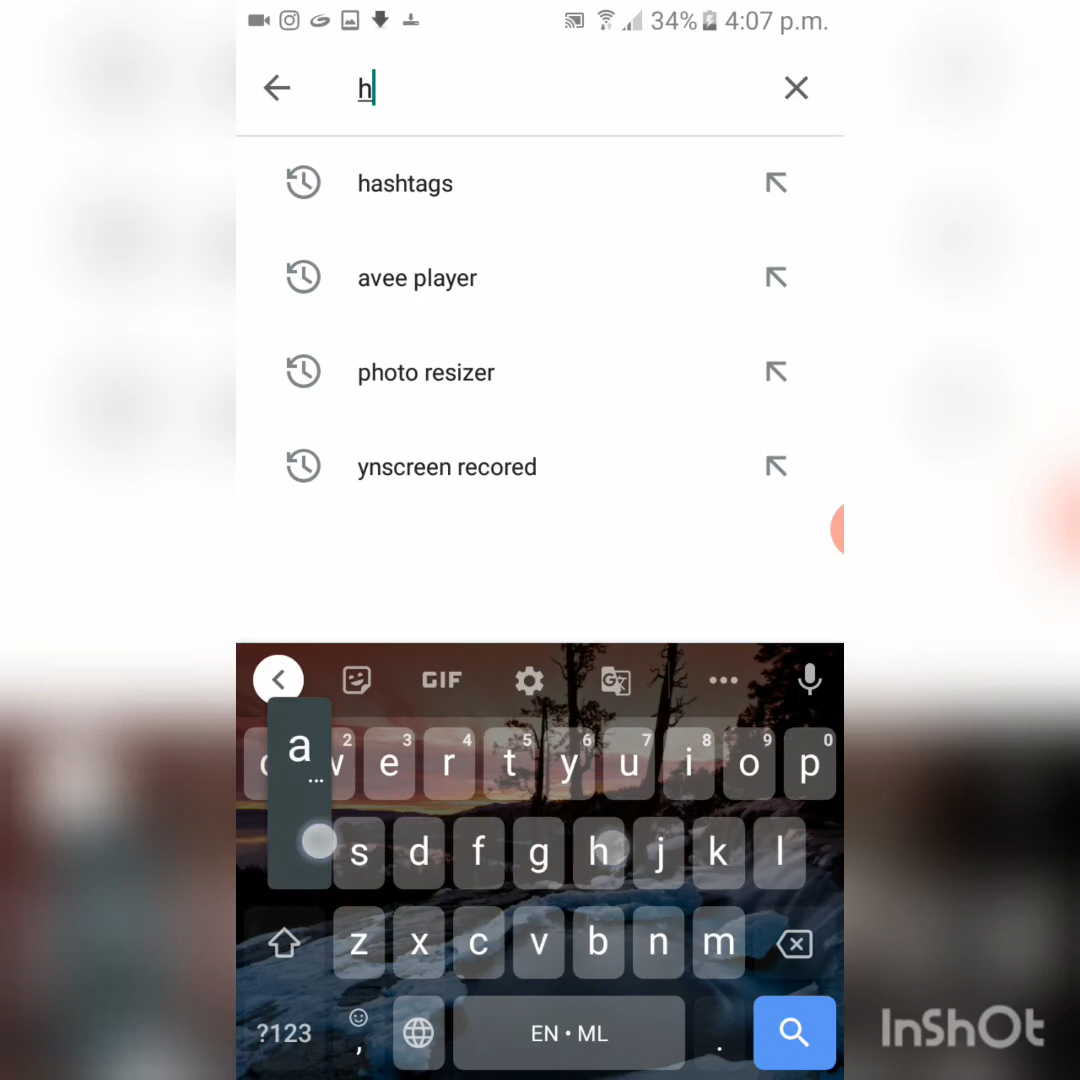 34% 4:07 p.m.
h
hashtags
avee player
photo resizer
ynscreen recored
GIF
a
...
2 3 4 5 6 7 8 9 0
e r t y u i o p
s d f g h j k l
z x c v b n m
?123 , EN • ML .
InShOt